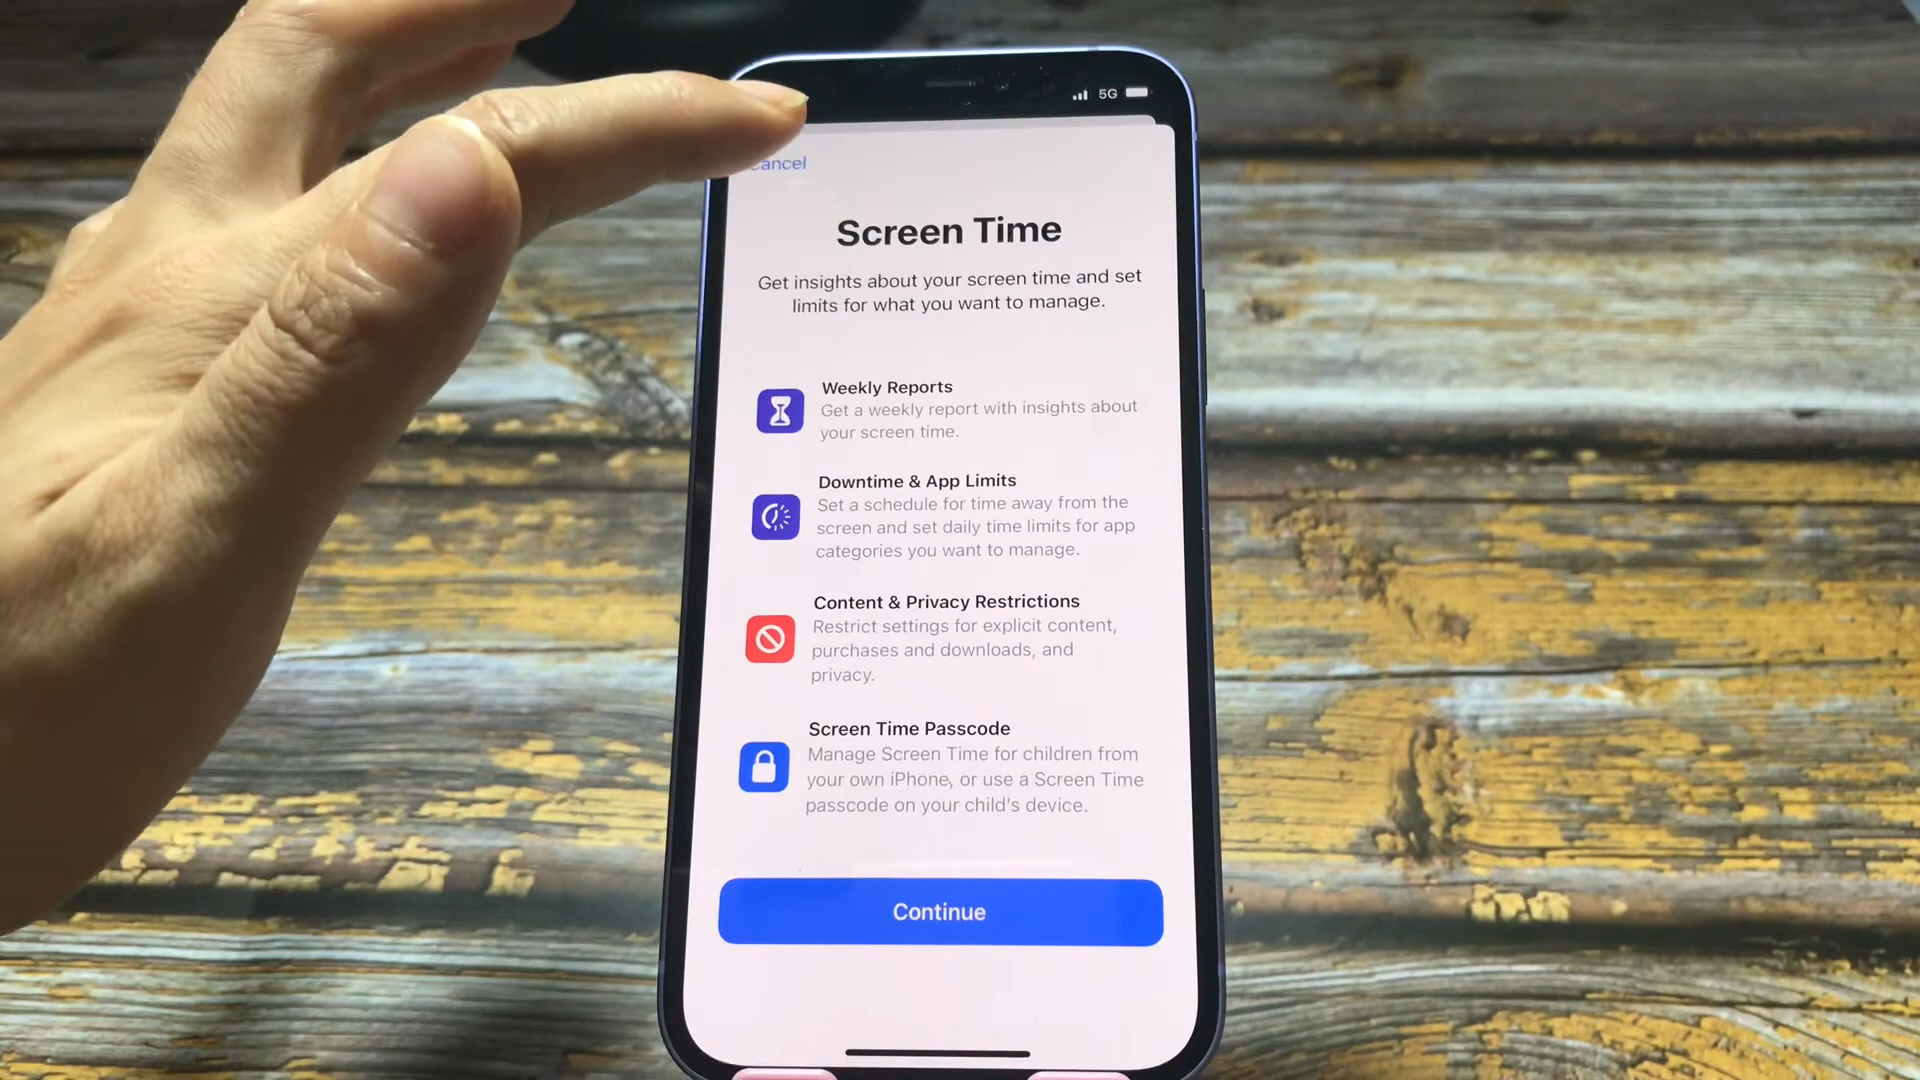 5G
Cancel
Screen Time
Get insights about your screen time and set
limits for what you want to manage.
Weekly Reports
Get a weekly report with insights about
your screen time.
Downtime & App Limits
Set a schedule for time away from the
screen and set daily time limits for app
categories you want to manage.
Content & Privacy Restrictions
Restrict settings for explicit content,
purchases and downloads, and
privacy.
Screen Time Passcode
Manage Screen Time for children from
your own iPhone, or use a Screen Time
passcode on your child's device.
Continue